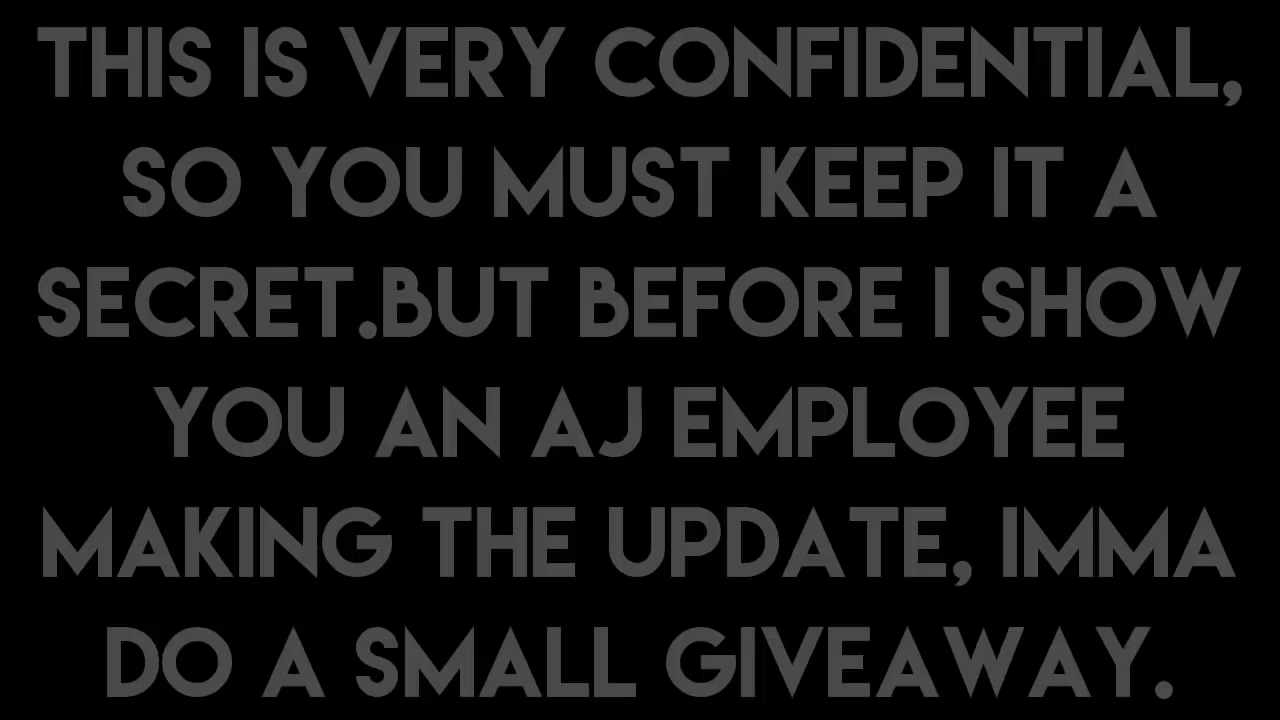 THIS IS VERY CONFIDENTIAL,
SO YOU MUST KEEP IT A
SECRET.BUT BEFORE I SHOW
YOU AN AJ EMPLOYEE
MAKING THE UPDATE, IMMA
DO A SMALL GIVEAWAY.